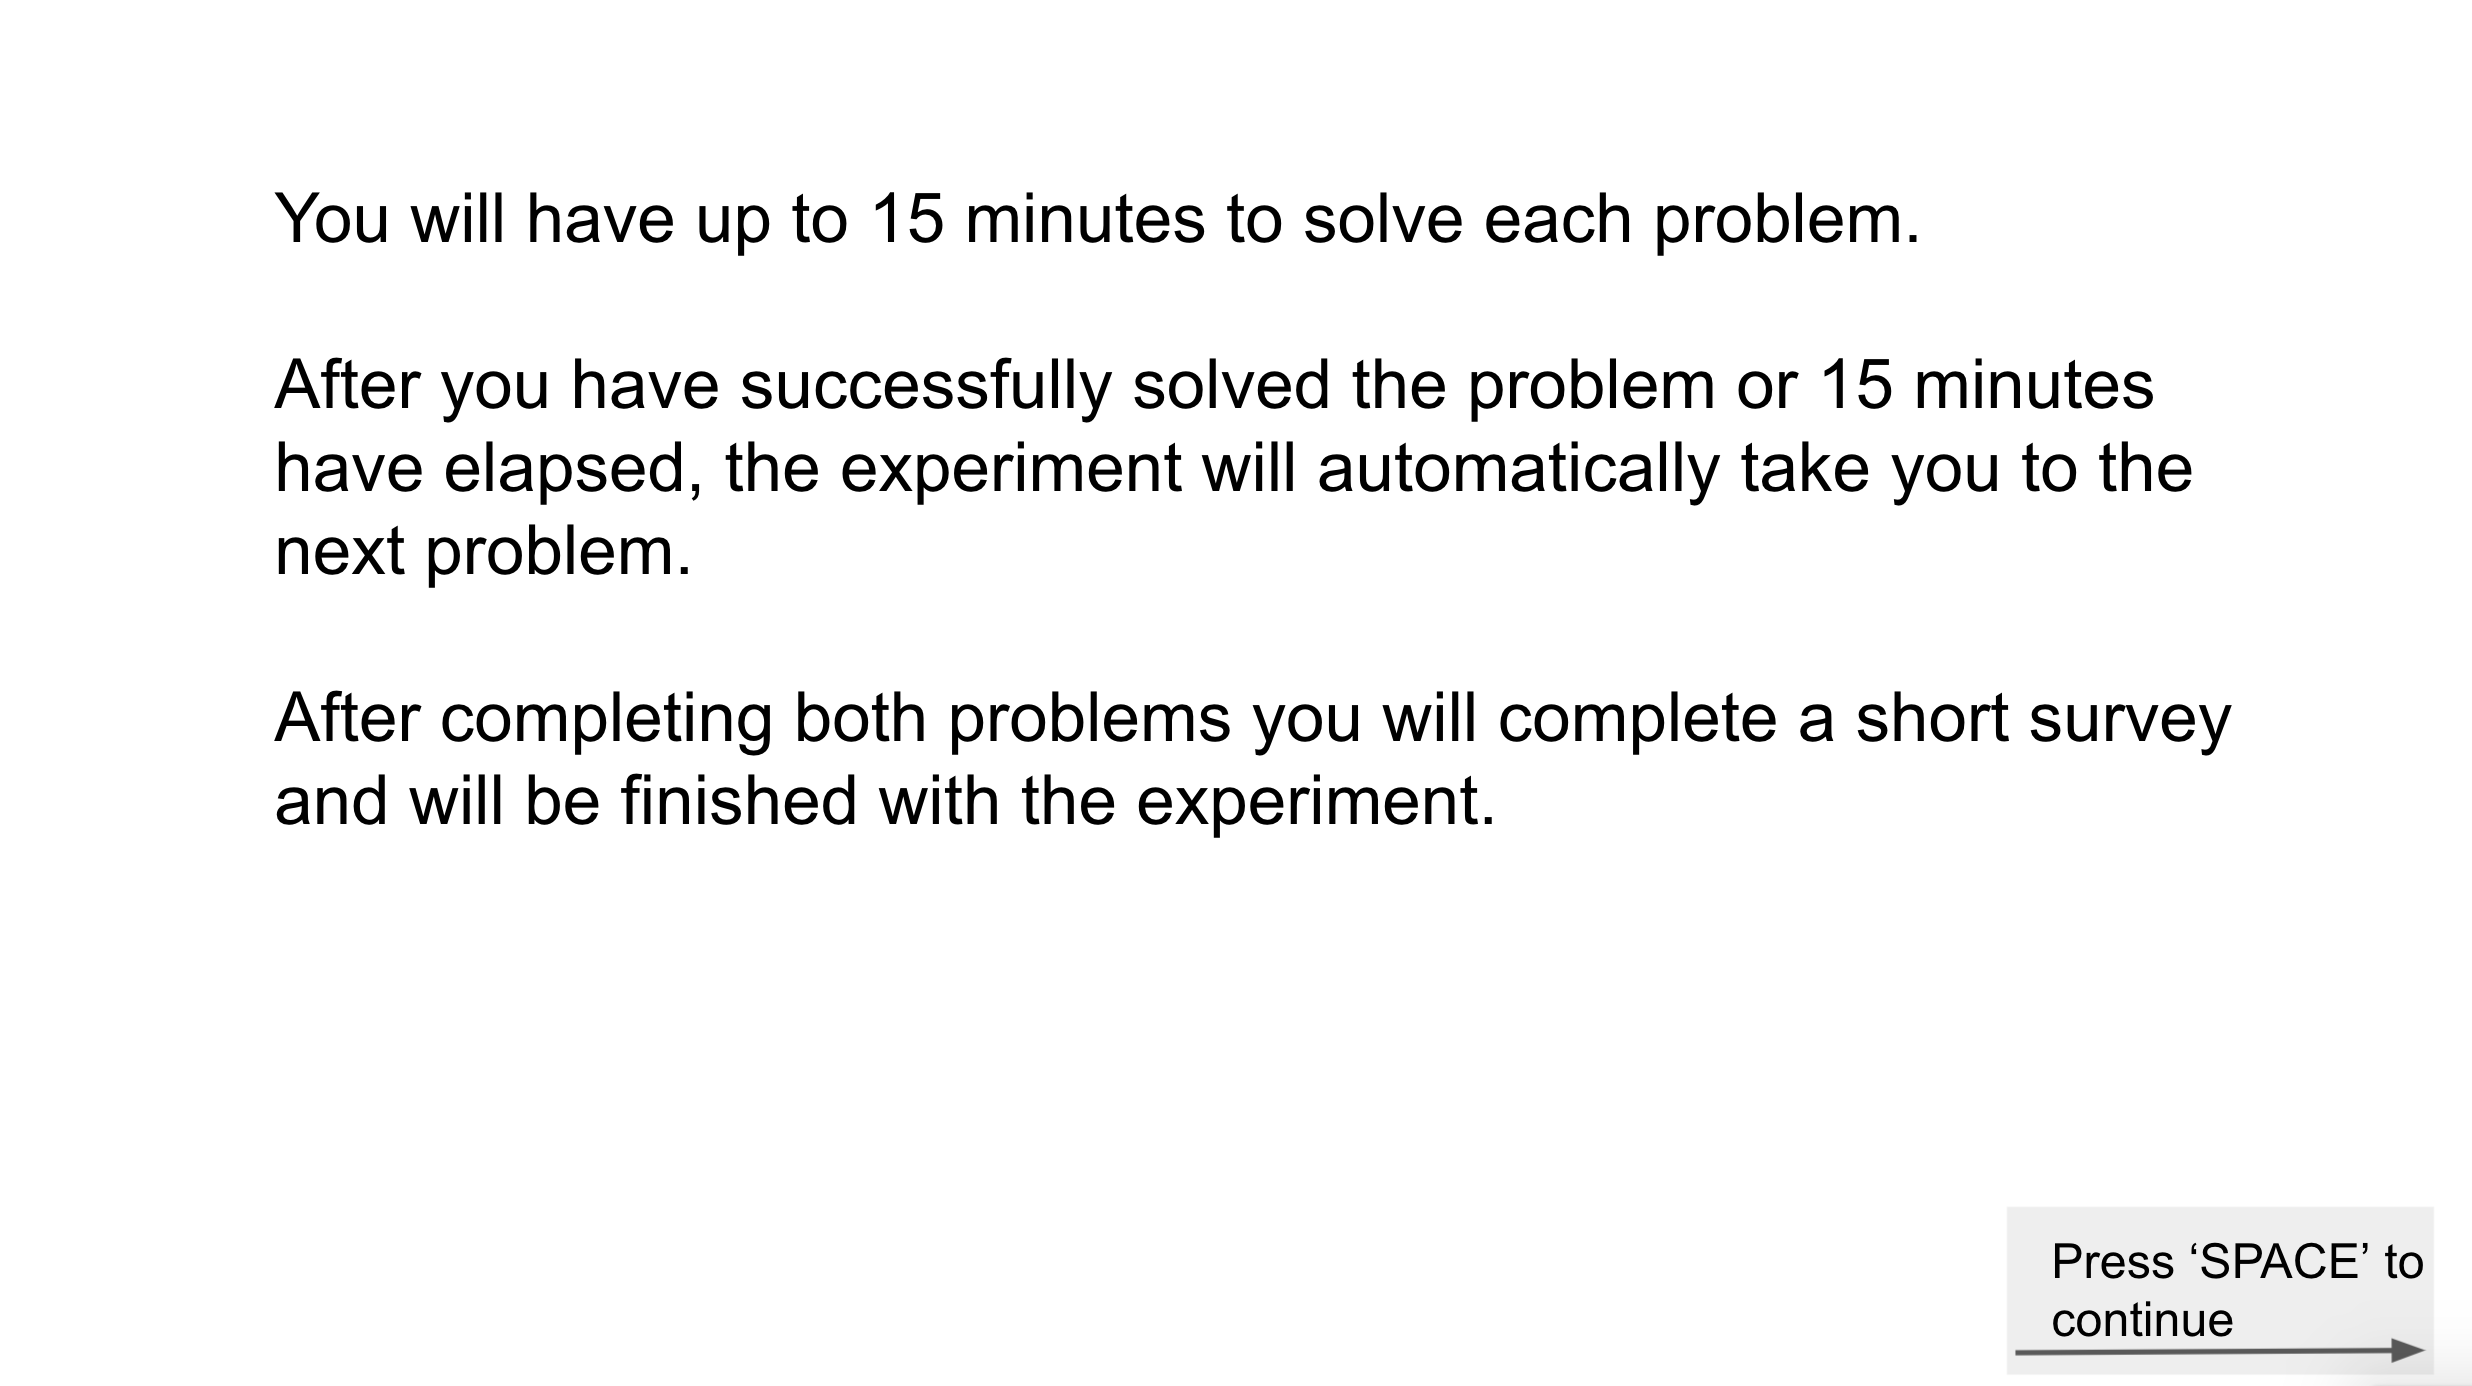 You will have up to 15 minutes to solve each problem.
After you have successfully solved the problem or 15 minutes
have elapsed, the experiment will automatically take you to the
next problem.
After completing both problems you will complete a short survey
and will be finished with the experiment.
Press ‘SPACE’ to
continue